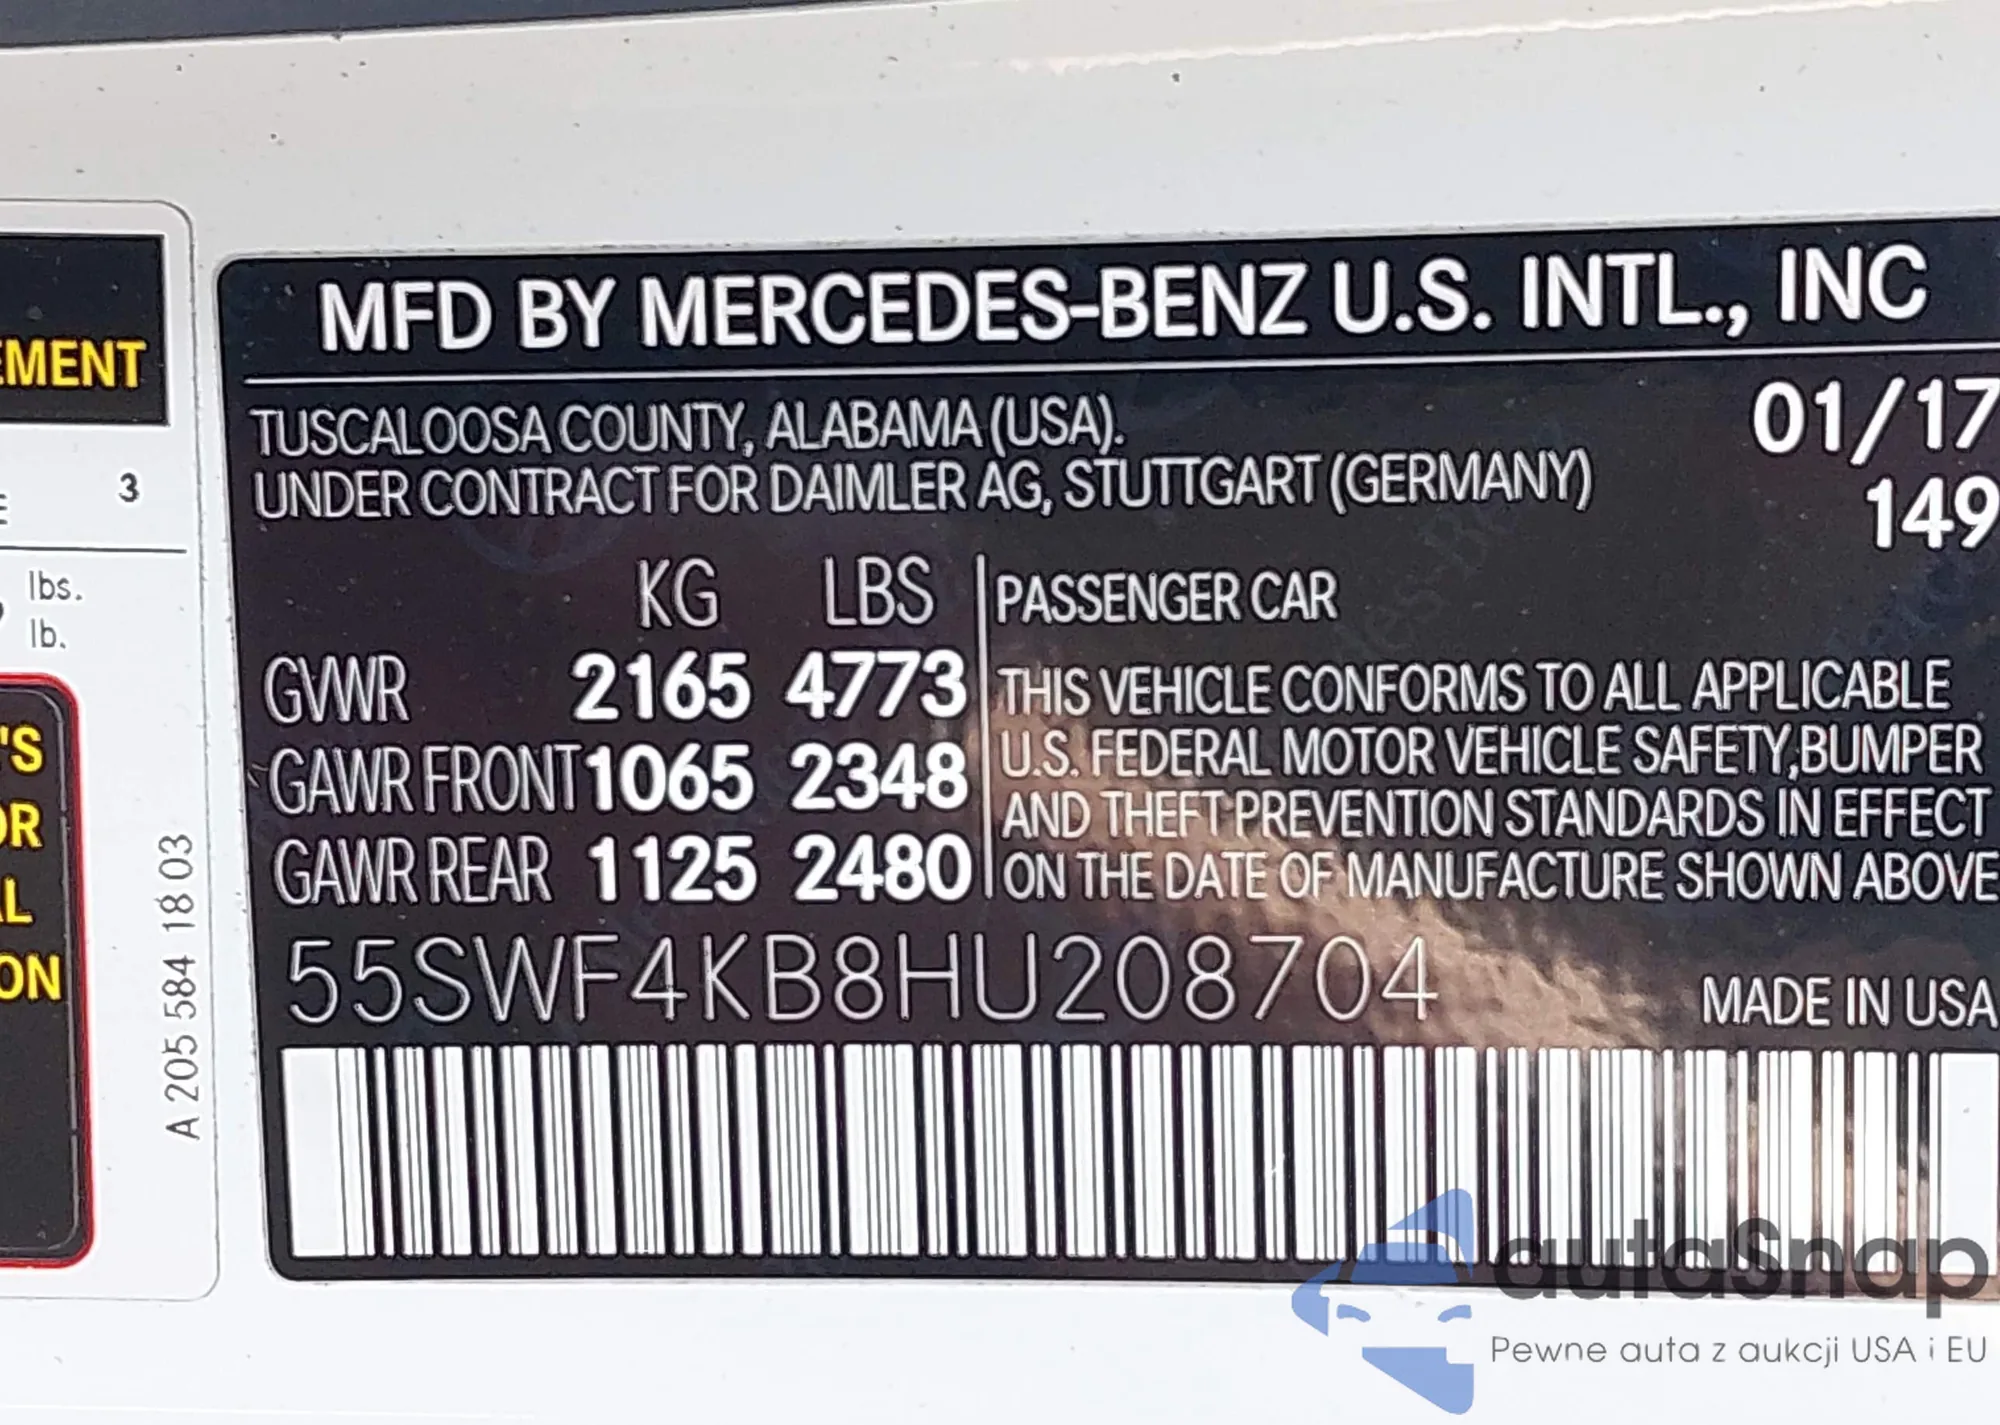 EMENT
3
lbs.
lb.
'S
OR
AL
ON
A 205 584 18 03
MFD BY MERCEDES-BENZ U.S. INTL., INC
TUSCALOOSA COUNTY, ALABAMA (USA).
01/17
UNDER CONTRACT FOR DAIMLER AG, STUTTGART (GERMANY)
149
KG LBS
PASSENGER CAR
GVWR 2165 4773
GAWR FRONT 1065 2348
GAWR REAR 1125 2480
THIS VEHICLE CONFORMS TO ALL APPLICABLE
U.S. FEDERAL MOTOR VEHICLE SAFETY,BUMPER
AND THEFT PREVENTION STANDARDS IN EFFECT
ON THE DATE OF MANUFACTURE SHOWN ABOVE
55SWF4KB8HU208704
MADE IN USA
autaSnap
Pewne auta z aukcji USA i EU